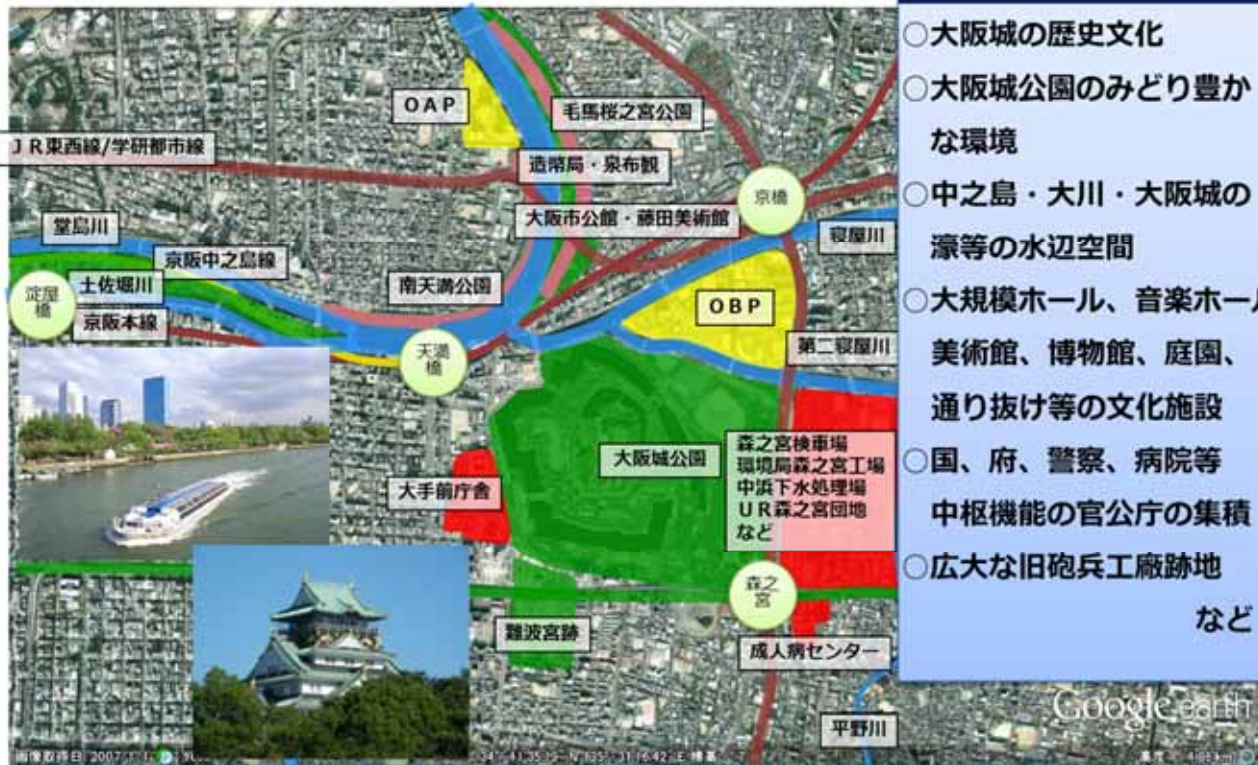 OAP
毛馬桜之宮公園
JR東西線/学研都市線
造幣局・泉布観
京橋
大阪市公館・藤田美術館
堂島川
寝屋川
京阪中之島線
淀屋
橋
土佐堀川
南天満公園
OBP
京阪本線
天満
橋
第二寝屋川
大阪城公園
森之宮検車場
環境局森之宮工場
中浜下水処理場
UR森之宮団地
など
大手前庁舎
森之
宮
難波宮跡
成人病センター
平野川
○大阪城の歴史文化
○大阪城公園のみどり豊か
な環境
○中之島・大川・大阪城の
濠等の水辺空間
○大規模ホール、音楽ホール
美術館、博物館、庭園、
通り抜け等の文化施設
○国、府、警察、病院等
中枢機能の官公庁の集積
○広大な旧砲兵工廠跡地
など
Google earth
画像取得日: 2007